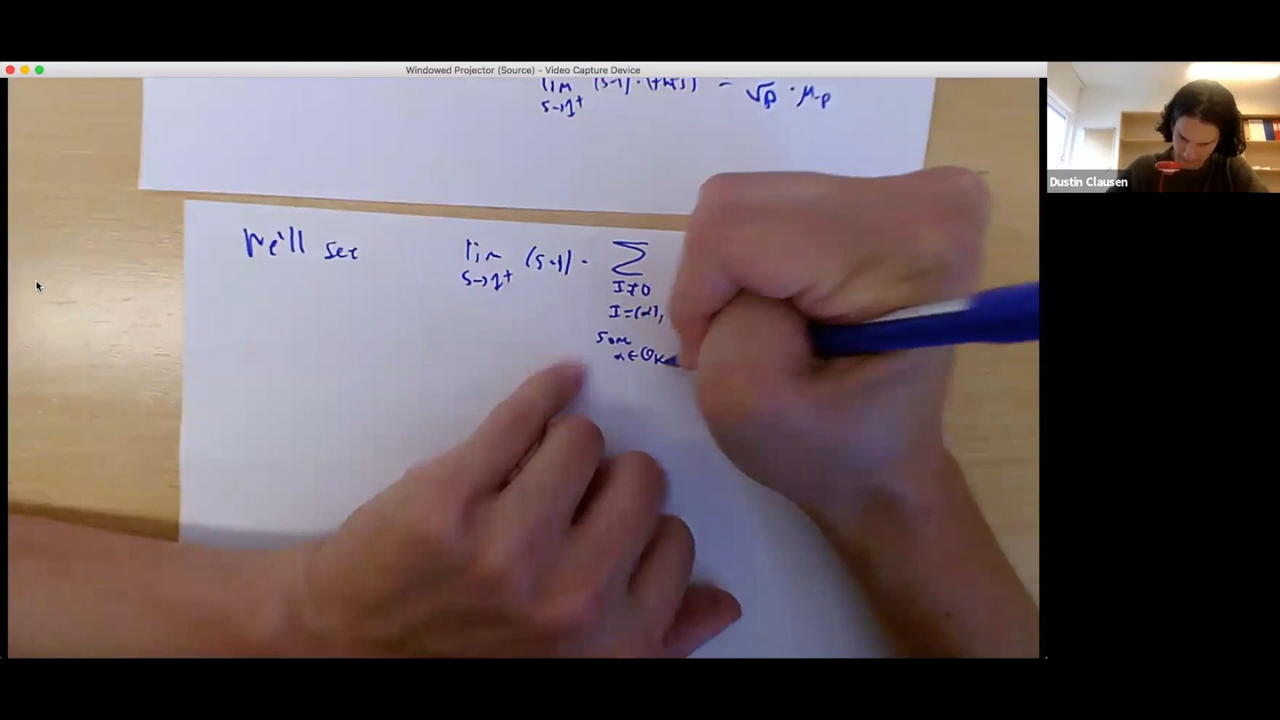 Windowed Projector (Source) - Video Capture Device
lim (s-1) · = √p · μ-p
s→1+
Dustin Clausen
We'll see lim (s-1) · Σ
s→1+ I≠0
I=(α),
some
α∈O_K